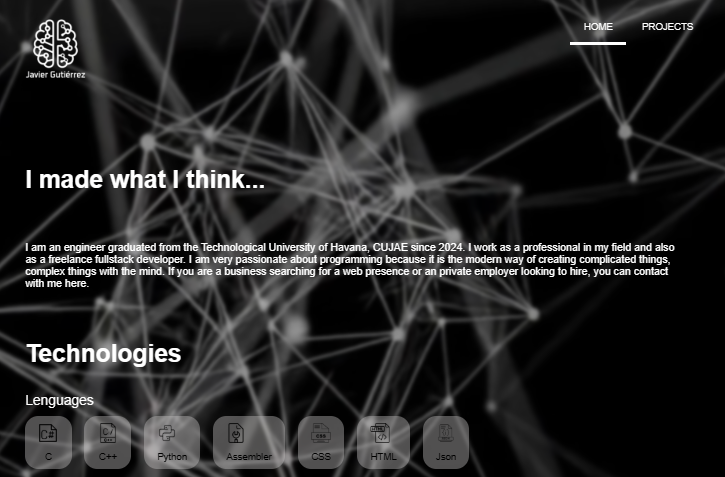 HOME PROJECTS
Javier Gutiérrez
I made what I think...
I am an engineer graduated from the Technological University of Havana, CUJAE since 2024. I work as a professional in my field and also
as a freelance fullstack developer. I am very passionate about programming because it is the modern way of creating complicated things,
complex things with the mind. If you are a business searching for a web presence or an private employer looking to hire, you can contact
with me here.
Technologies
Lenguages
C C++ Python Assembler CSS HTML Json